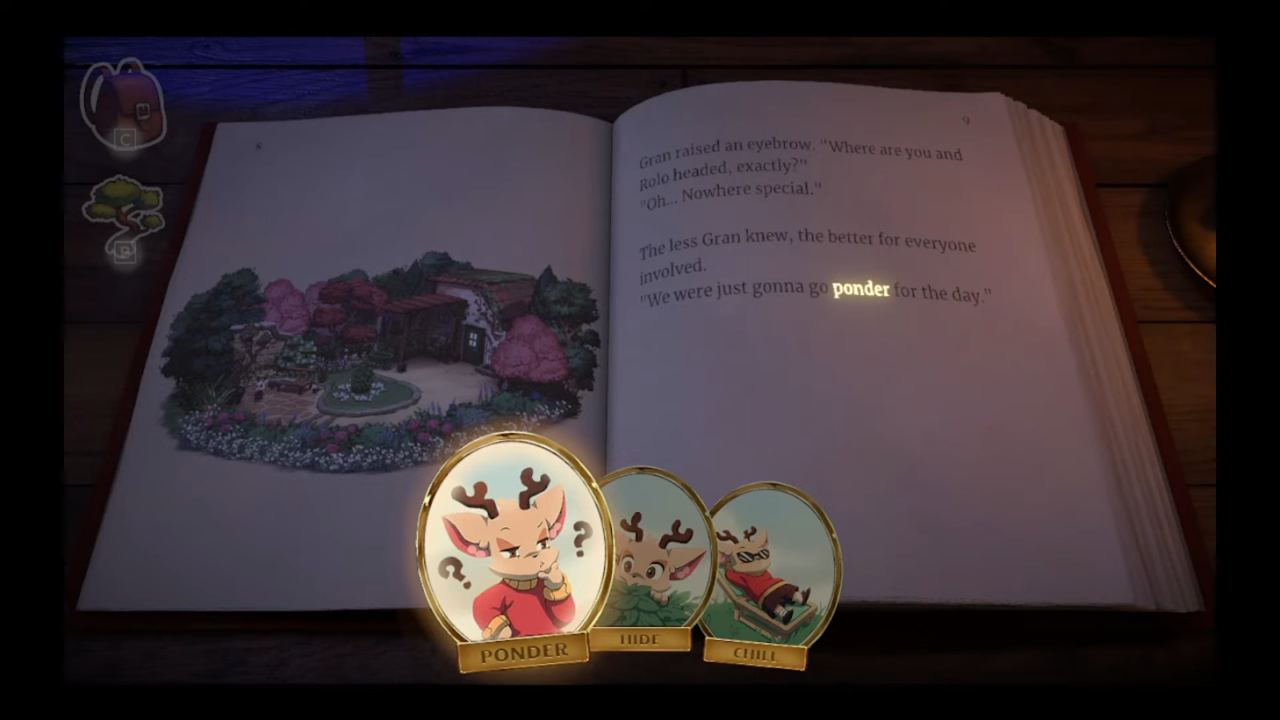 8
9
Gran raised an eyebrow. "Where are you and
Rolo headed, exactly?"
"Oh... Nowhere special."
The less Gran knew, the better for everyone
involved.
"We were just gonna go ponder for the day."
C
? ?
PONDER
HIDE
CHILL